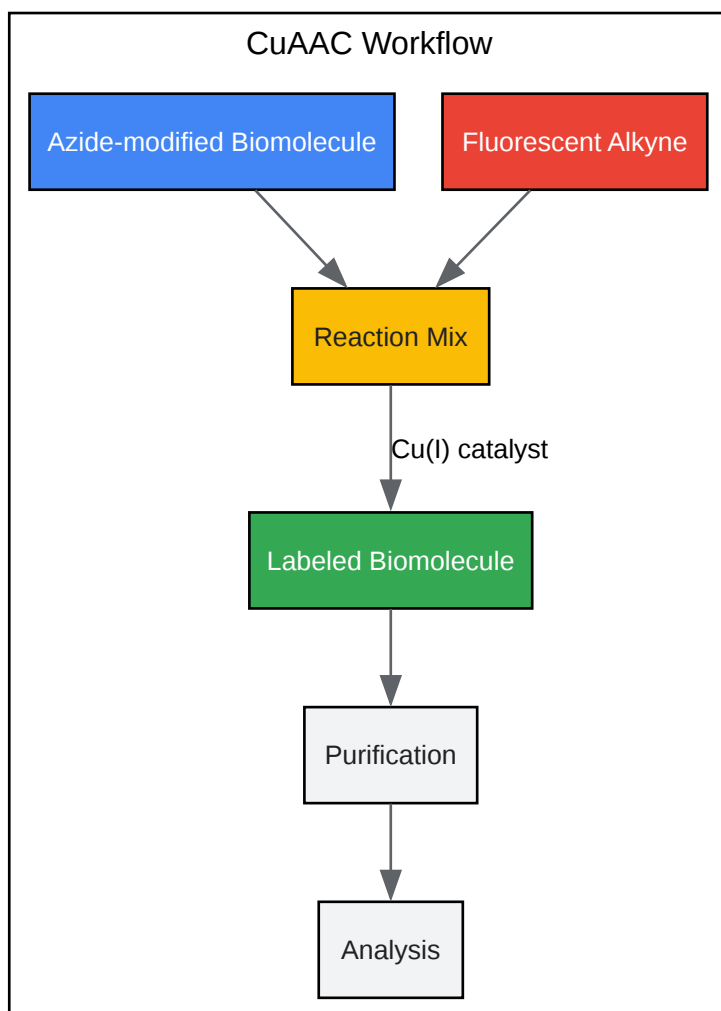 CuAAC Workflow
Azide-modified Biomolecule
Fluorescent Alkyne
Reaction Mix
Cu(I) catalyst
Labeled Biomolecule
Purification
Analysis